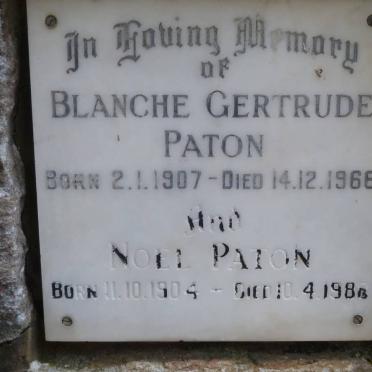 In Loving Memory
of
BLANCHE GERTRUDE
PATON
BORN 2.1.1907 - DIED 14.12.1966
And
NOEL PATON
BORN 11.10.1904 - DIED 10.4.198